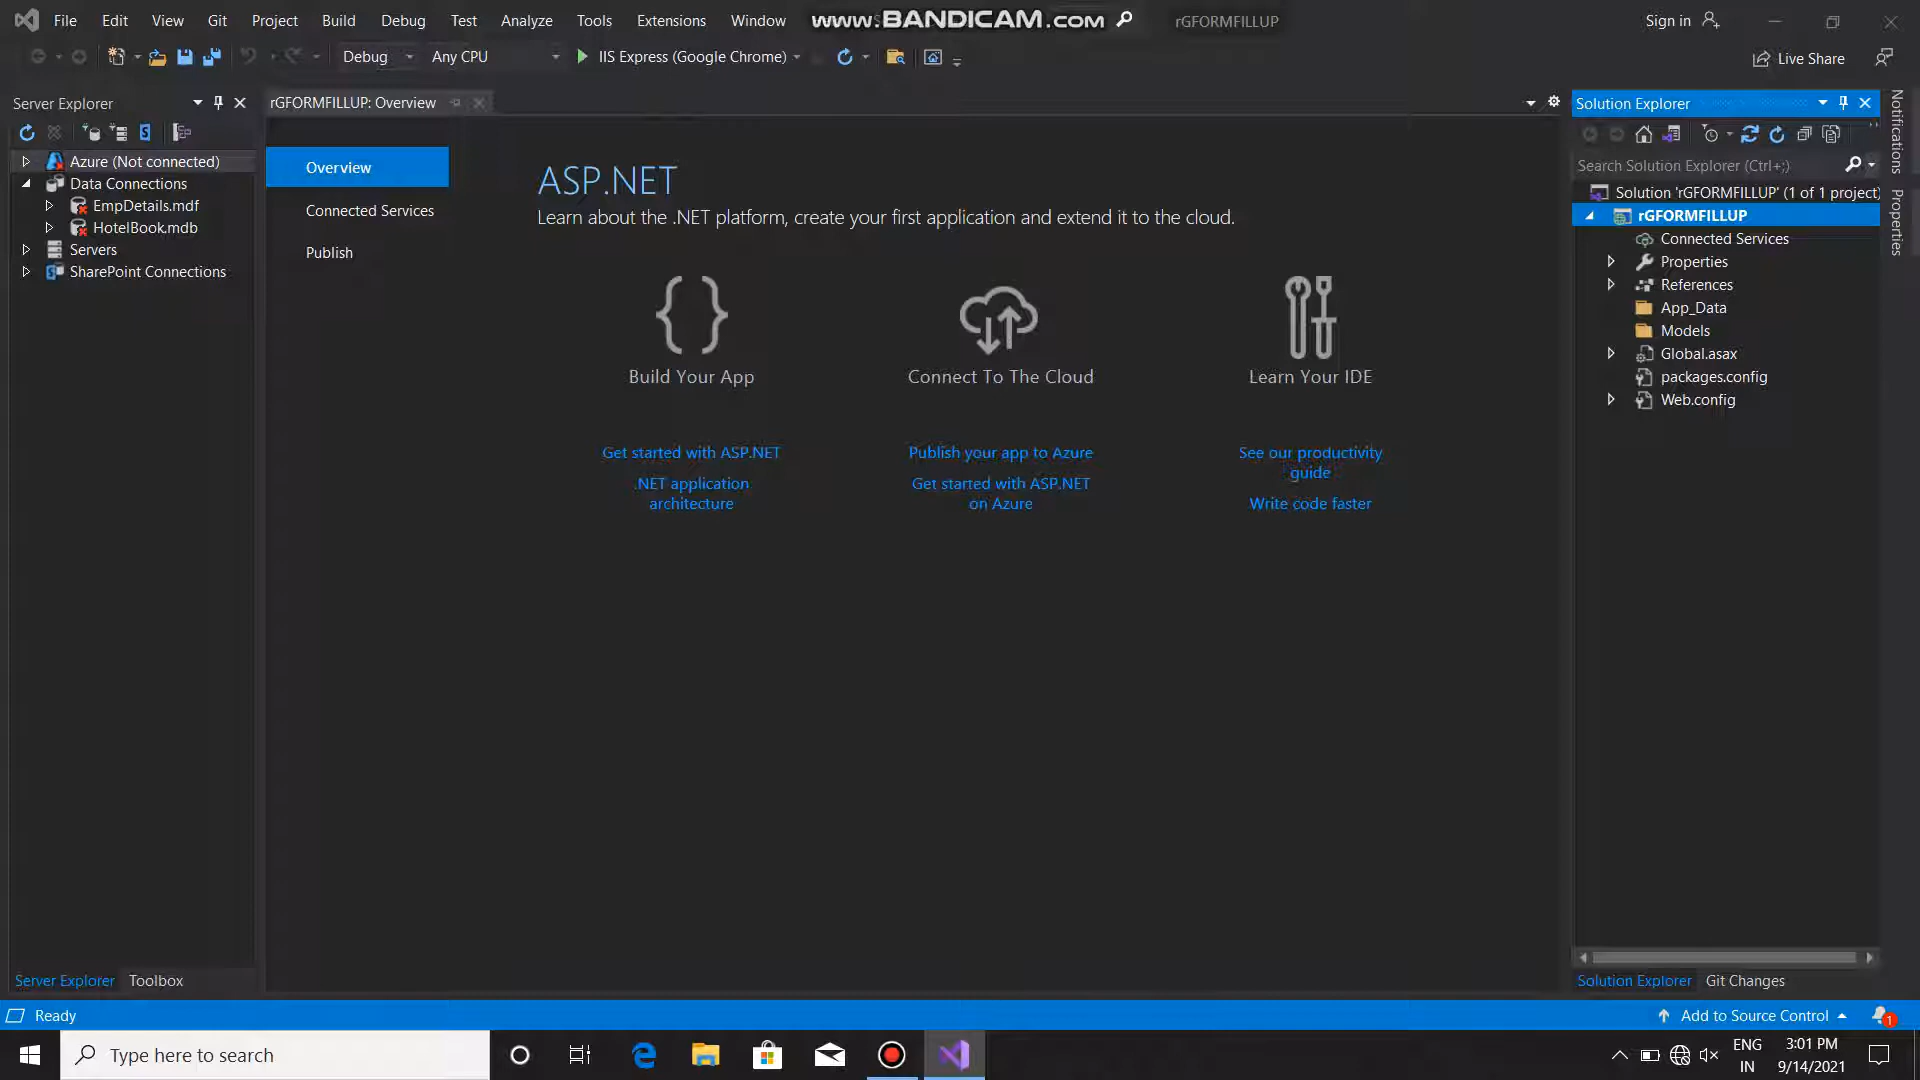 File Edit View Git Project Build Debug Test Analyze Tools Extensions Window www.BANDICAM.com rGFORMFILLUP Sign in
Debug Any CPU IIS Express (Google Chrome) Live Share
Server Explorer
Azure (Not connected)
Data Connections
EmpDetails.mdf
HotelBook.mdb
Servers
SharePoint Connections
Server Explorer Toolbox
rGFORMFILLUP: Overview
Overview
Connected Services
Publish
ASP.NET
Learn about the .NET platform, create your first application and extend it to the cloud.
Build Your App
Get started with ASP.NET
.NET application
architecture
Connect To The Cloud
Publish your app to Azure
Get started with ASP.NET
on Azure
Learn Your IDE
See our productivity
guide
Write code faster
Solution Explorer
Search Solution Explorer (Ctrl+;)
Solution 'rGFORMFILLUP' (1 of 1 project)
rGFORMFILLUP
Connected Services
Properties
References
App_Data
Models
Global.asax
packages.config
Web.config
Solution Explorer Git Changes
Notifications
Properties
Ready Add to Source Control 1
Type here to search
ENG
IN
3:01 PM
9/14/2021